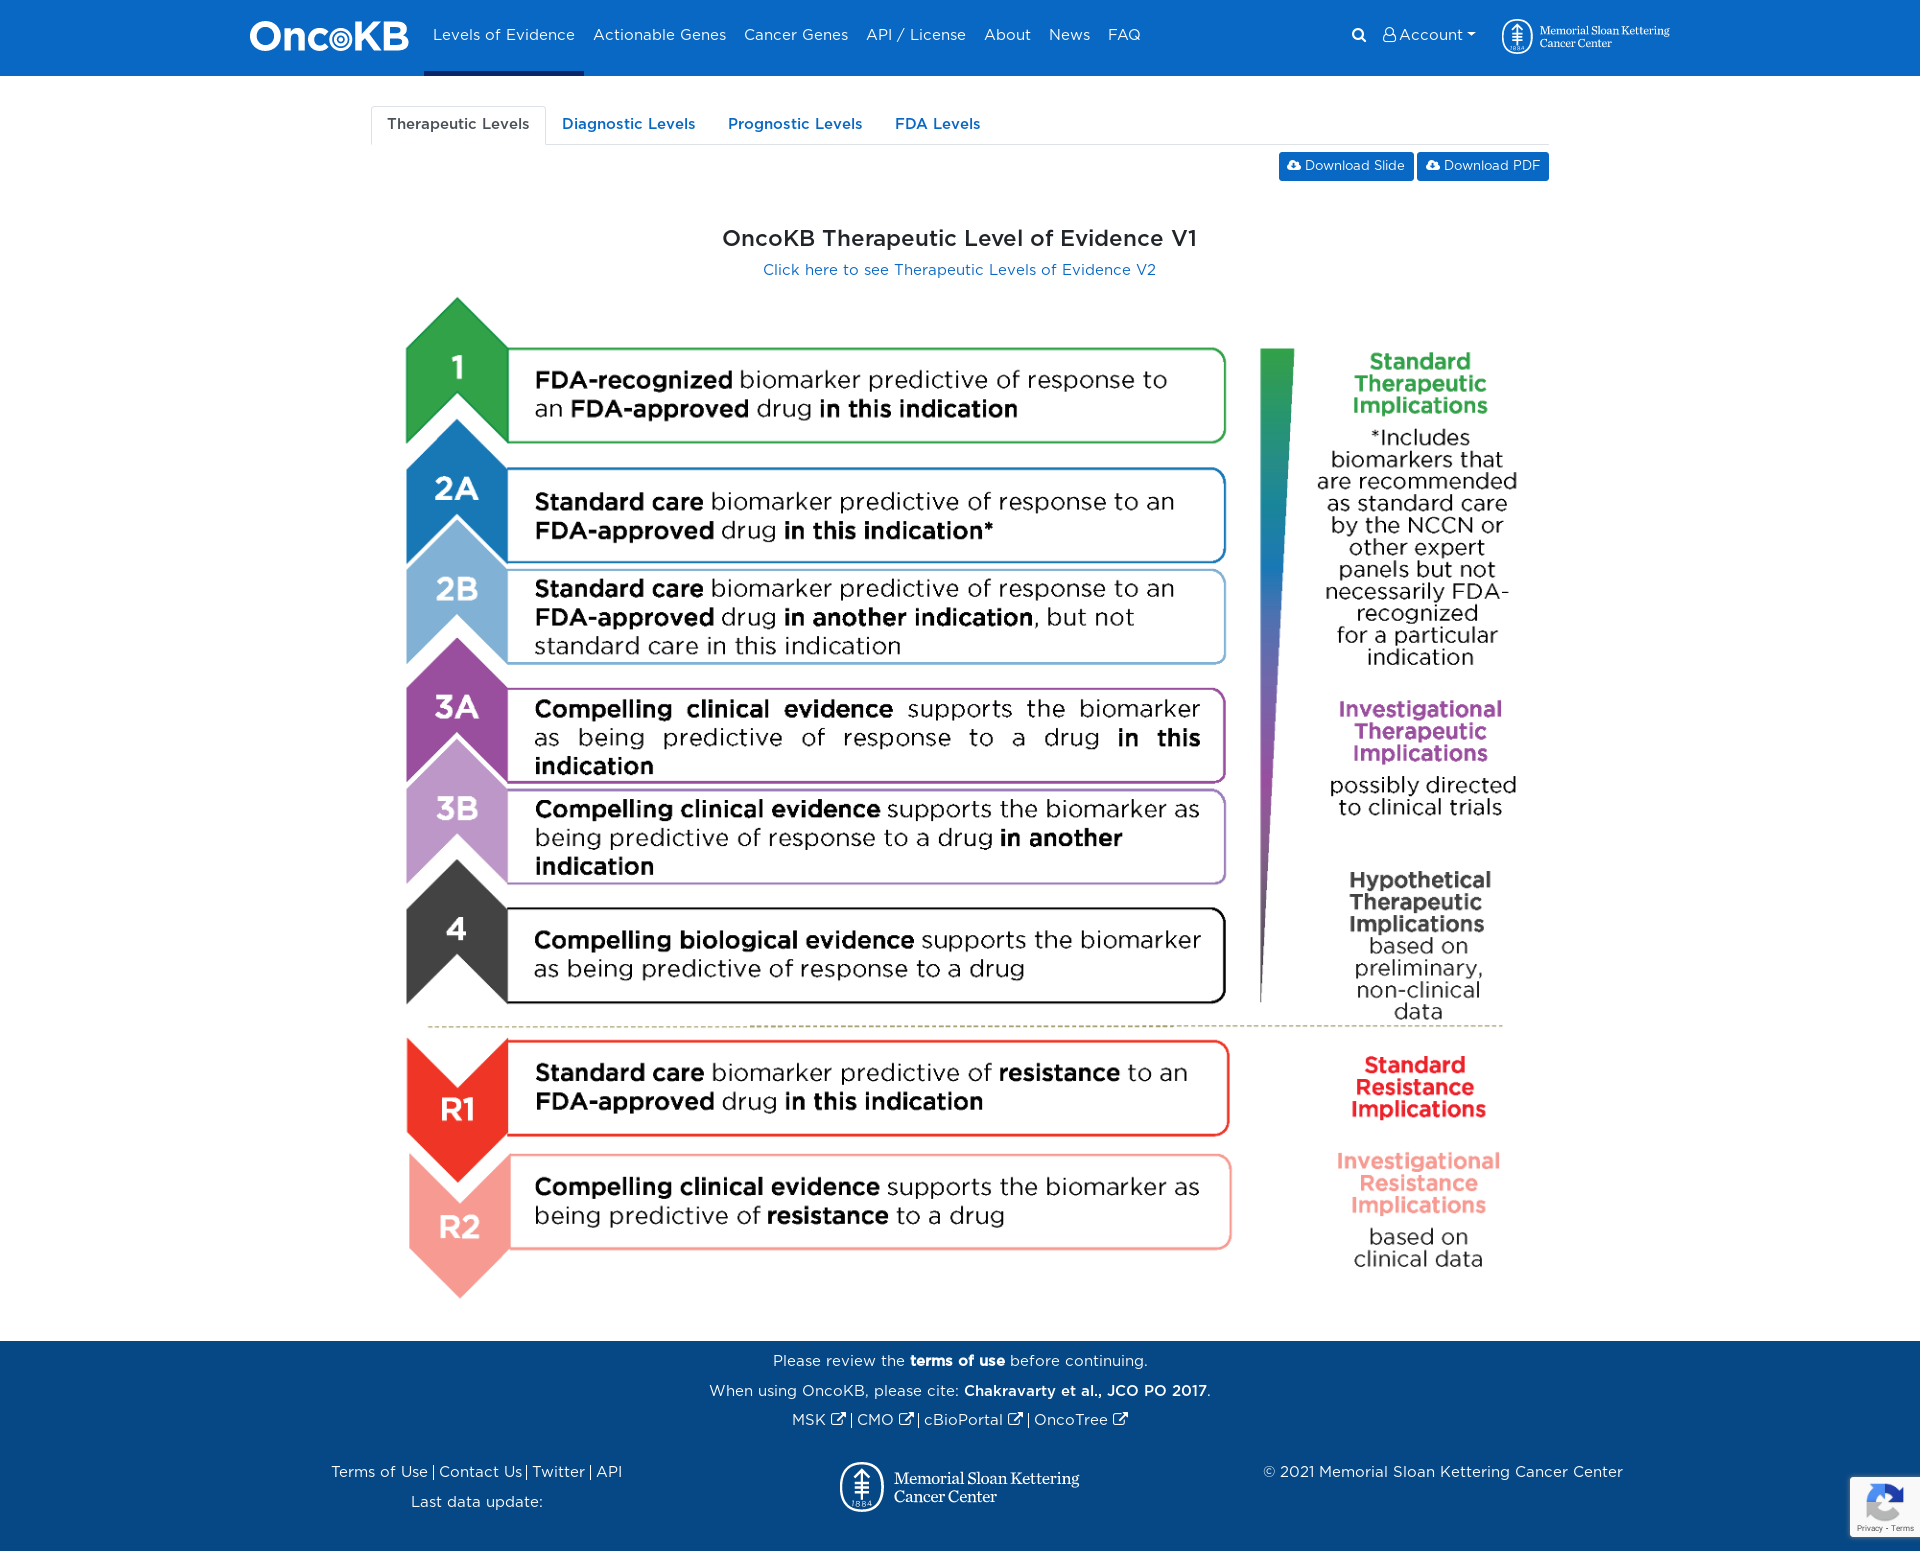 OncoKB Levels of Evidence Actionable Genes Cancer Genes API / License About News FAQ Account Memorial Sloan Kettering
Cancer Center
1884
Therapeutic Levels Diagnostic Levels Prognostic Levels FDA Levels
Download Slide Download PDF
OncoKB Therapeutic Level of Evidence V1
Click here to see Therapeutic Levels of Evidence V2
1
FDA-recognized biomarker predictive of response to
an FDA-approved drug in this indication
2A
Standard care biomarker predictive of response to an
FDA-approved drug in this indication*
2B
Standard care biomarker predictive of response to an
FDA-approved drug in another indication, but not
standard care in this indication
3A
Compelling clinical evidence supports the biomarker
as being predictive of response to a drug in this
indication
3B
Compelling clinical evidence supports the biomarker as
being predictive of response to a drug in another
indication
4
Compelling biological evidence supports the biomarker
as being predictive of response to a drug
Standard
Therapeutic
Implications
*Includes
biomarkers that
are recommended
as standard care
by the NCCN or
other expert
panels but not
necessarily FDA-
recognized
for a particular
indication
Investigational
Therapeutic
Implications
possibly directed
to clinical trials
Hypothetical
Therapeutic
Implications
based on
preliminary,
non-clinical
data
R1
Standard care biomarker predictive of resistance to an
FDA-approved drug in this indication
Standard
Resistance
Implications
R2
Compelling clinical evidence supports the biomarker as
being predictive of resistance to a drug
Investigational
Resistance
Implications
based on
clinical data
Please review the terms of use before continuing.
When using OncoKB, please cite: Chakravarty et al., JCO PO 2017.
MSK | CMO | cBioPortal | OncoTree
Terms of Use | Contact Us | Twitter | API
Last data update:
1884
Memorial Sloan Kettering
Cancer Center
© 2021 Memorial Sloan Kettering Cancer Center
Privacy - Terms